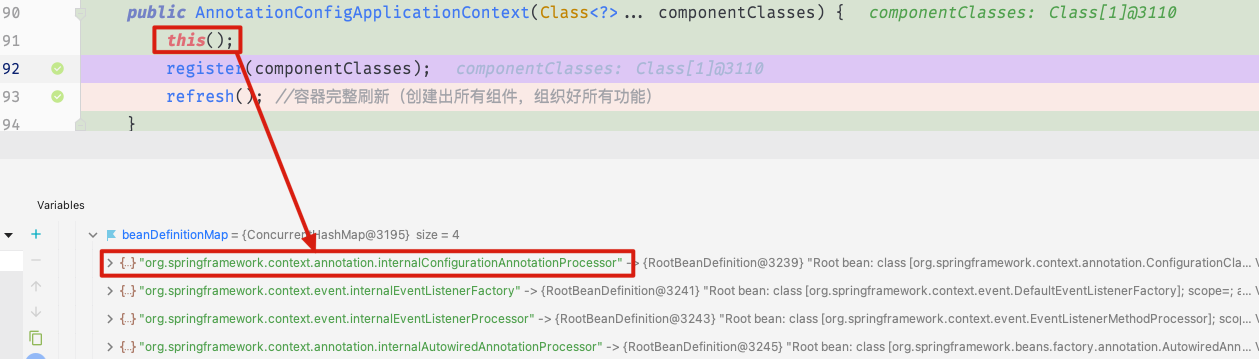 90 public AnnotationConfigApplicationContext(Class<?>... componentClasses) { componentClasses: Class[1]@3110
91 this();
92 register(componentClasses); componentClasses: Class[1]@3110
93 refresh(); //容器完整刷新（创建出所有组件，组织好所有功能）
94 }
Variables
beanDefinitionMap = {ConcurrentHashMap@3195} size = 4
{...} "org.springframework.context.annotation.internalConfigurationAnnotationProcessor" -> {RootBeanDefinition@3239} "Root bean: class [org.springframework.context.annotation.ConfigurationCla...
{...} "org.springframework.context.event.internalEventListenerFactory" -> {RootBeanDefinition@3241} "Root bean: class [org.springframework.context.event.DefaultEventListenerFactory]; scope=; a...
{...} "org.springframework.context.event.internalEventListenerProcessor" -> {RootBeanDefinition@3243} "Root bean: class [org.springframework.context.event.EventListenerMethodProcessor]; scop...
{...} "org.springframework.context.annotation.internalAutowiredAnnotationProcessor" -> {RootBeanDefinition@3245} "Root bean: class [org.springframework.beans.factory.annotation.AutowiredAnn...